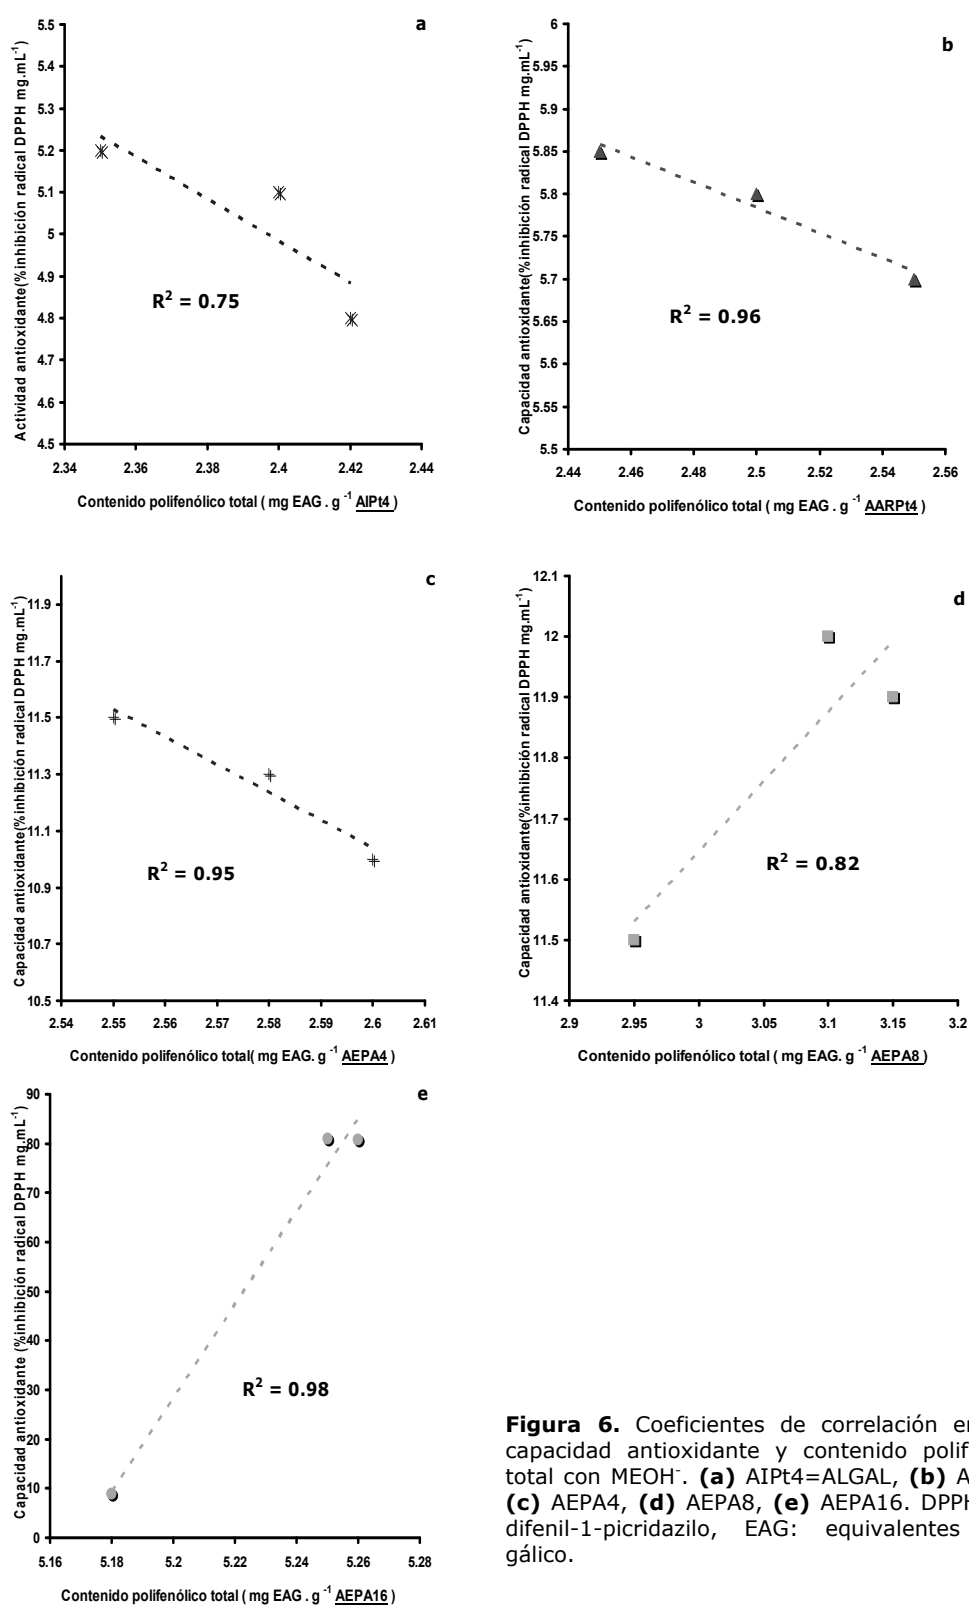 a
Actividad antioxidante(%inhibición radical DPPH mg.mL-1)
5.5
5.4
5.3
5.2
5.1
5
4.9
4.8
4.7
4.6
4.5
R2 = 0.75
2.34 2.36 2.38 2.4 2.42 2.44
Contenido polifenólico total ( mg EAG . g -1 AIPt4 )
b
Capacidad antioxidante(%inhibición radical DPPH mg.mL-1)
6
5.95
5.9
5.85
5.8
5.75
5.7
5.65
5.6
5.55
5.5
R2 = 0.96
2.44 2.46 2.48 2.5 2.52 2.54 2.56
Contenido polifenólico total ( mg EAG . g -1 AARPt4 )
c
Capacidad antioxidante(%inhibición radical DPPH mg.mL-1)
11.9
11.7
11.5
11.3
11.1
10.9
10.7
10.5
R2 = 0.95
2.54 2.55 2.56 2.57 2.58 2.59 2.6 2.61
Contenido polifenólico total( mg EAG. g -1 AEPA4 )
d
Capacidad antioxidante(%inhibición radical DPPH mg.mL-1)
12.1
12
11.9
11.8
11.7
11.6
11.5
11.4
R2 = 0.82
2.9 2.95 3 3.05 3.1 3.15 3.2
Contenido polifenólico total ( mg EAG. g -1 AEPA8 )
e
Capacidad antioxidante (%inhibición radical DPPH mg.mL-1)
90
80
70
60
50
40
30
20
10
0
R2 = 0.98
5.16 5.18 5.2 5.22 5.24 5.26 5.28
Contenido polifenólico total ( mg EAG. g -1 AEPA16 )
Figura 6. Coeficientes de correlación en
capacidad antioxidante y contenido polif
total con MEOH-. (a) AIPt4=ALGAL, (b) A
(c) AEPA4, (d) AEPA8, (e) AEPA16. DPPH
difenil-1-picridazilo, EAG: equivalentes
gálico.